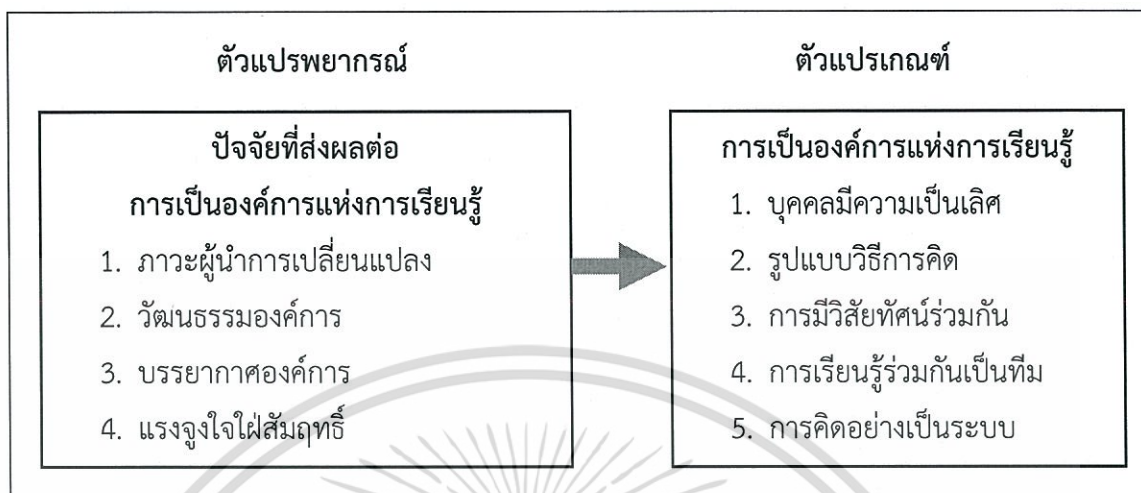 ตัวแปรพยากรณ์
ปัจจัยที่ส่งผลต่อ
การเป็นองค์การแห่งการเรียนรู้
1. ภาวะผู้นำการเปลี่ยนแปลง
2. วัฒนธรรมองค์การ
3. บรรยากาศองค์การ
4. แรงจูงใจใฝ่สัมฤทธิ์
ตัวแปรเกณฑ์
การเป็นองค์การแห่งการเรียนรู้
1. บุคคลมีความเป็นเลิศ
2. รูปแบบวิธีการคิด
3. การมีวิสัยทัศน์ร่วมกัน
4. การเรียนรู้ร่วมกันเป็นทีม
5. การคิดอย่างเป็นระบบ